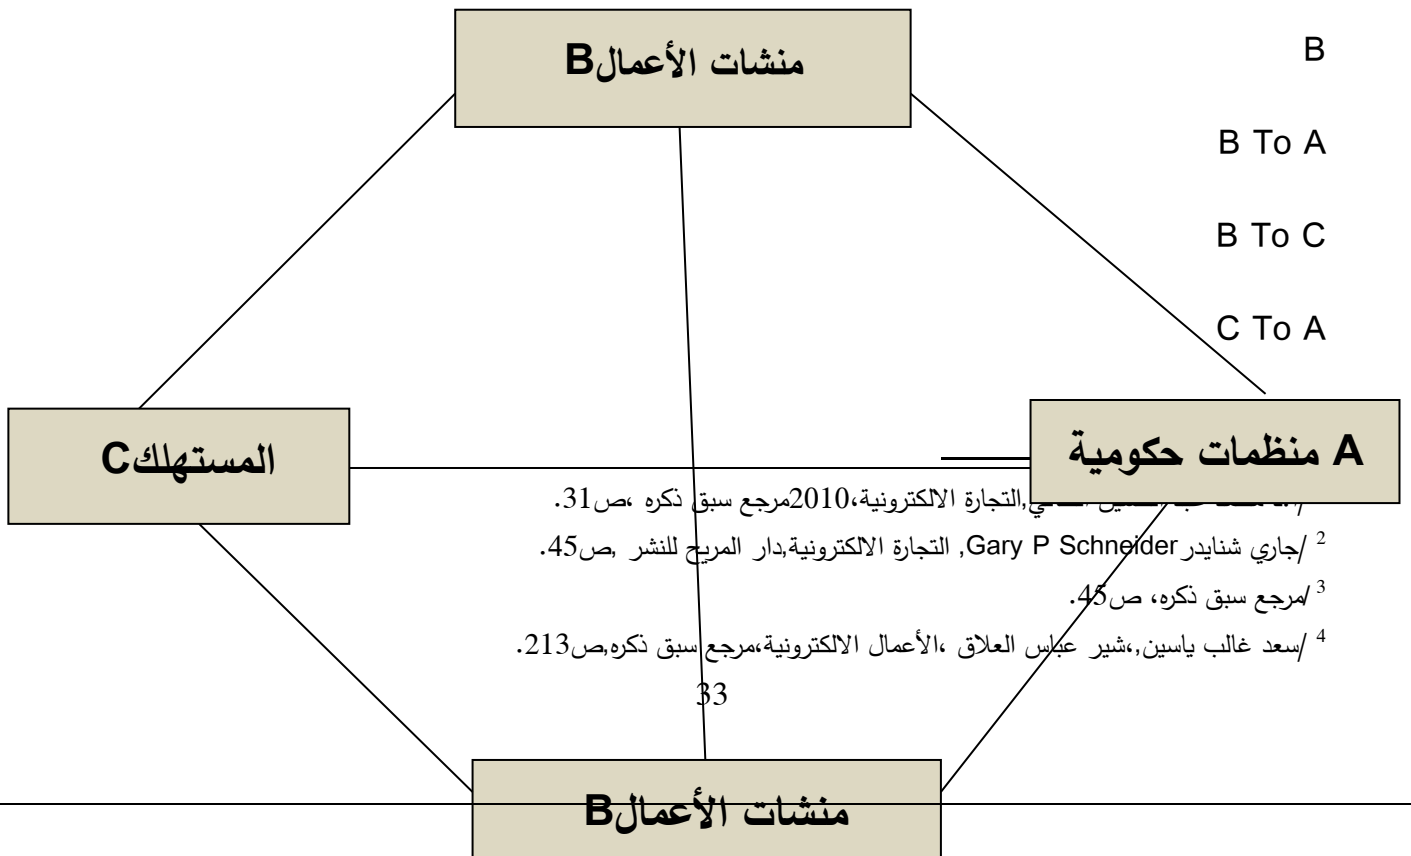 منشات الأعمالB
B
B To A
B To C
C To A
A منظمات حكومية
المستهلكC
التجارة الالكترونية،2010مرجع سبق ذكره ،ص31.
2 /جاري شنايدرGary P Schneider, التجارة الالكترونية,دار المريخ للنشر ,ص45.
3 /مرجع سبق ذكره، ص45.
4 /سعد غالب ياسين,،شير عباس العلاق ،الأعمال الالكترونية،مرجع سبق ذكره,ص213.
33
منشات الأعمالB